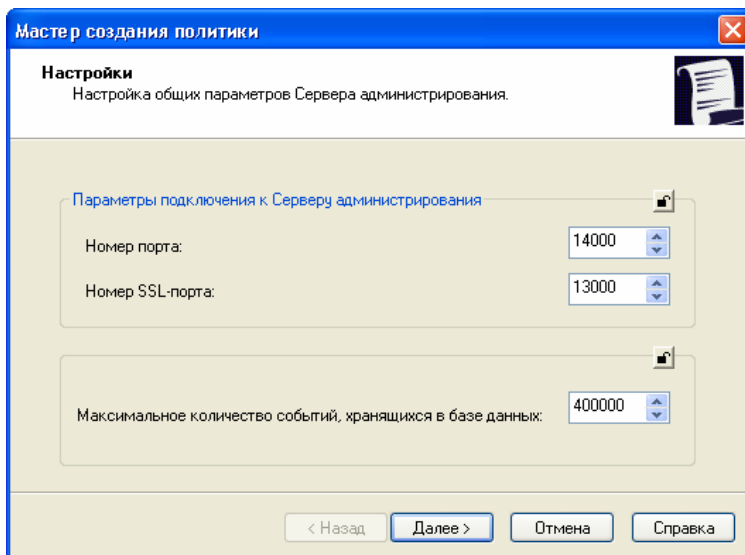 Мастер создания политики
Настройки
Настройка общих параметров Сервера администрирования.
Параметры подключения к Серверу администрирования
Номер порта:
14000
Номер SSL-порта:
13000
Максимальное количество событий, хранящихся в базе данных:
400000
< Назад
Далее >
Отмена
Справка